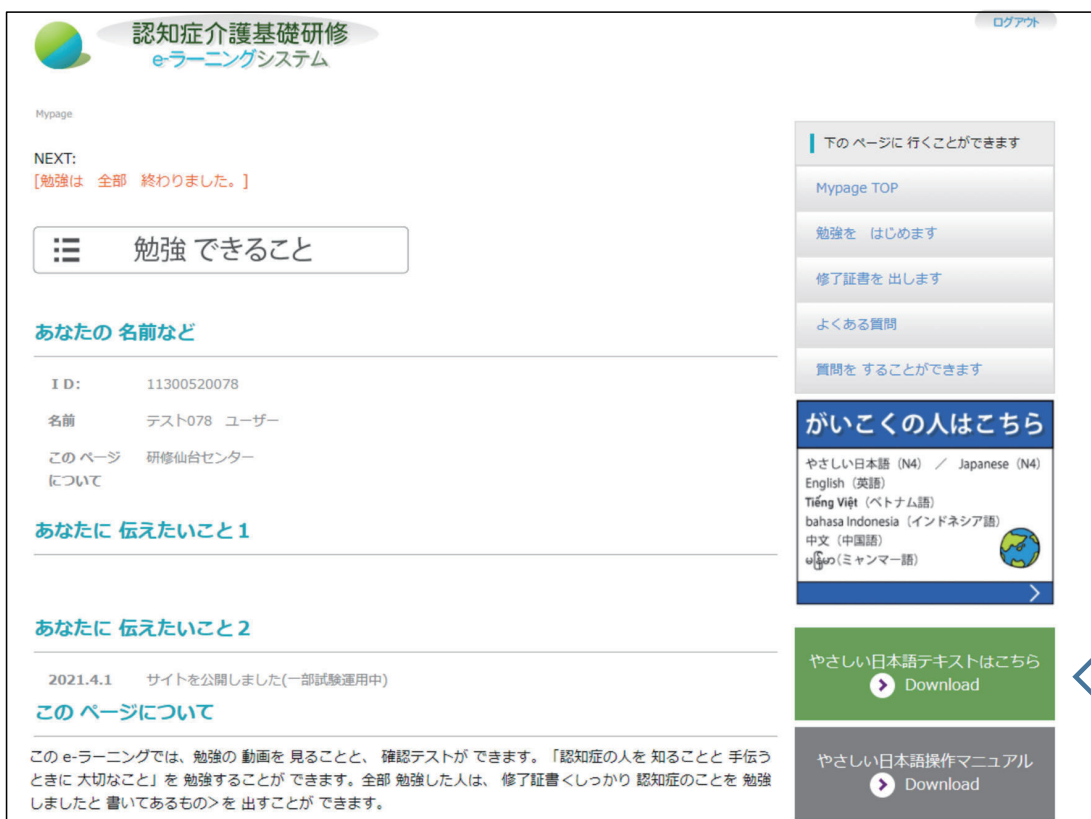 認知症介護基礎研修
e-ラーニングシステム
ログアウト
Mypage
NEXT:
[勉強は　全部　終わりました。]
勉強 できること
あなたの 名前など
ＩＤ:　11300520078
名前　テスト078　ユーザー
この ページ　研修仙台センター
について
あなたに 伝えたいこと１
あなたに 伝えたいこと２
2021.4.1　サイトを公開しました(一部試験運用中)
この ページについて
この e-ラーニングでは、勉強の 動画を 見ることと、 確認テストが できます。「認知症の人を 知ることと 手伝う
ときに 大切なこと」を 勉強することが できます。全部 勉強した人は、 修了証書＜しっかり 認知症のことを 勉強
しましたと 書いてあるもの＞を 出すことが できます。
下の ページに 行くことができます
Mypage TOP
勉強を　はじめます
修了証書を 出します
よくある質問
質問を することができます
がいこくの人はこちら
やさしい日本語（N4）　／　Japanese（N4）
English（英語）
Tiếng Việt（ベトナム語）
bahasa Indonesia（インドネシア語）
中文（中国語）
မြန်မာ（ミャンマー語）
やさしい日本語テキストはこちら
Download
やさしい日本語操作マニュアル
Download